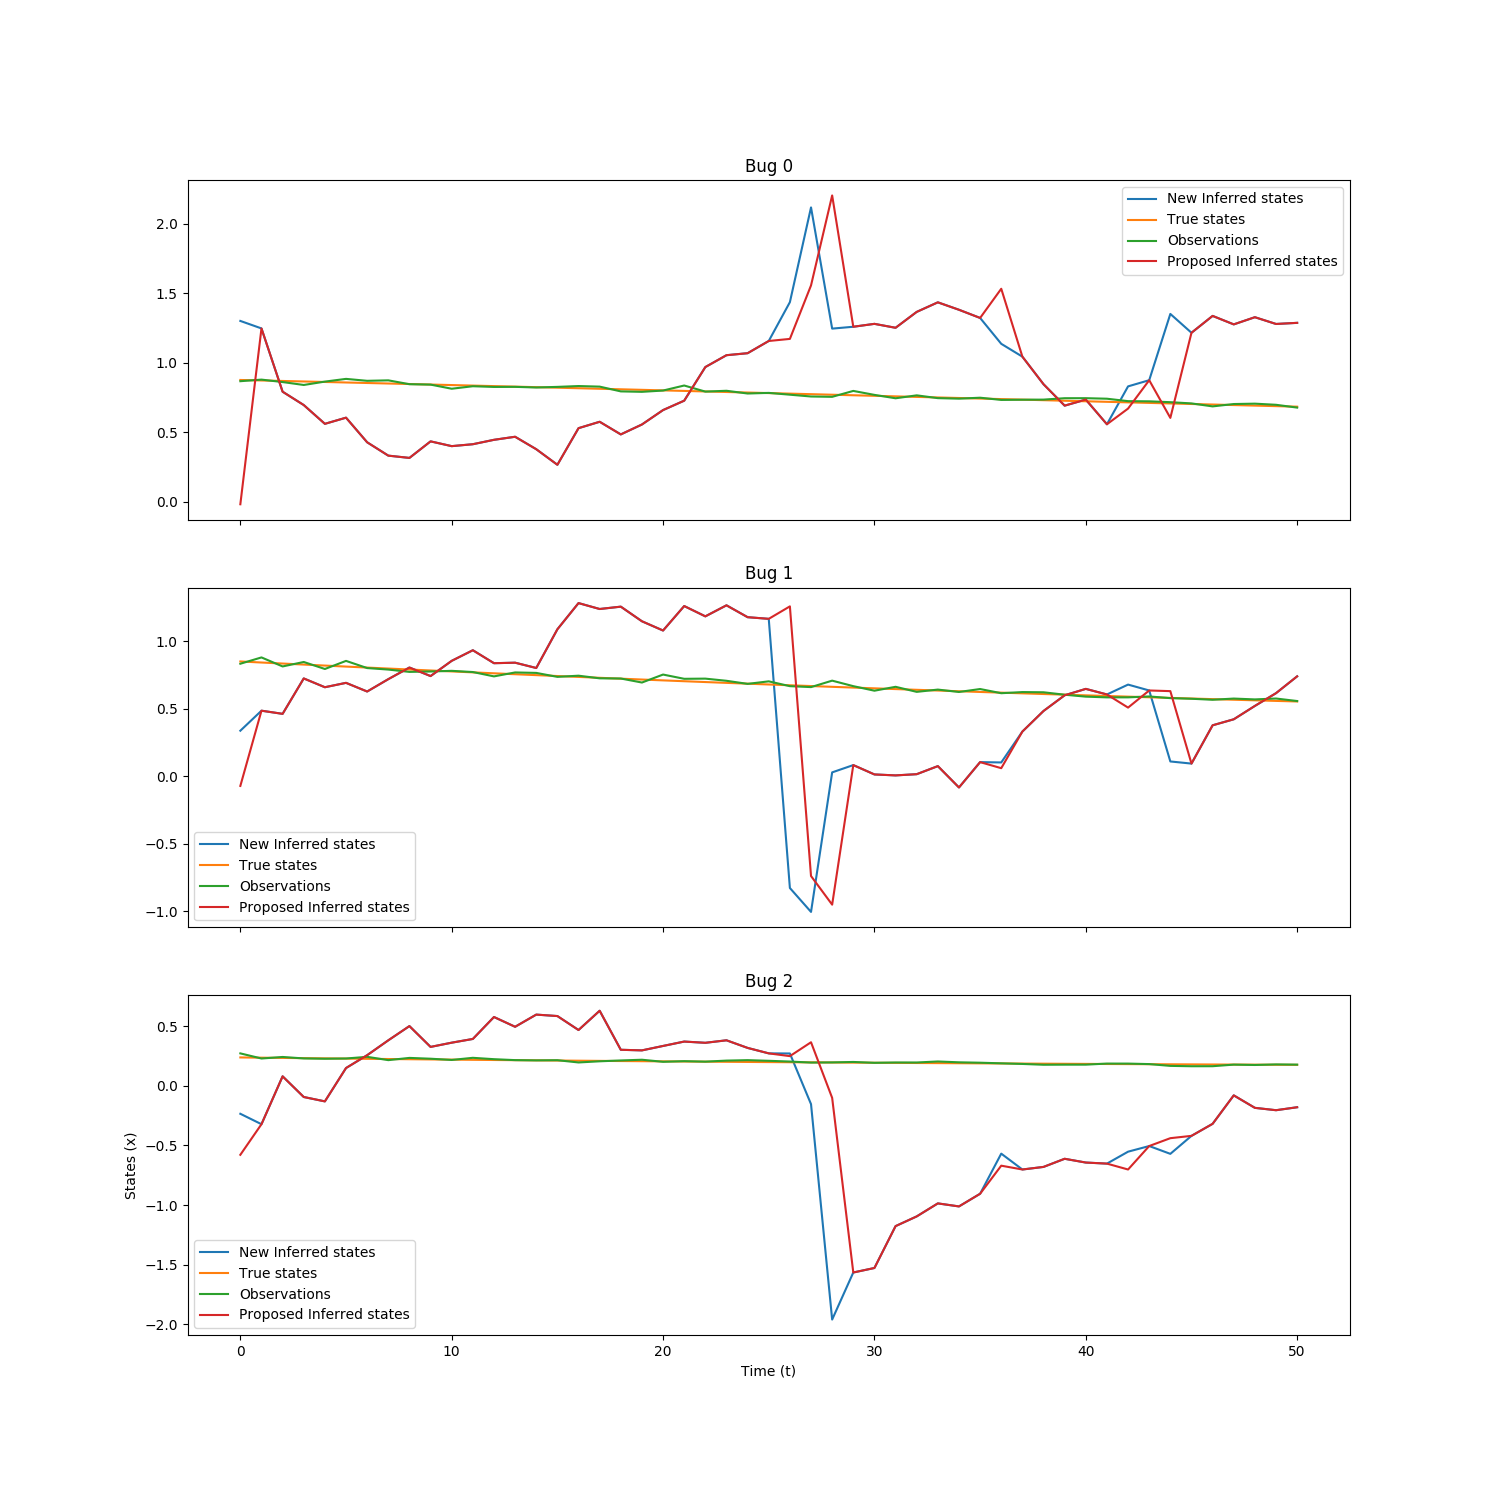 Bug 0
2.0
1.5
1.0
0.5
0.0
New Inferred states
True states
Observations
Proposed Inferred states
Bug 1
1.0
0.5
0.0
−0.5
−1.0
New Inferred states
True states
Observations
Proposed Inferred states
Bug 2
0.5
0.0
−0.5
−1.0
−1.5
−2.0
States (x)
New Inferred states
True states
Observations
Proposed Inferred states
0 10 20 30 40 50
Time (t)